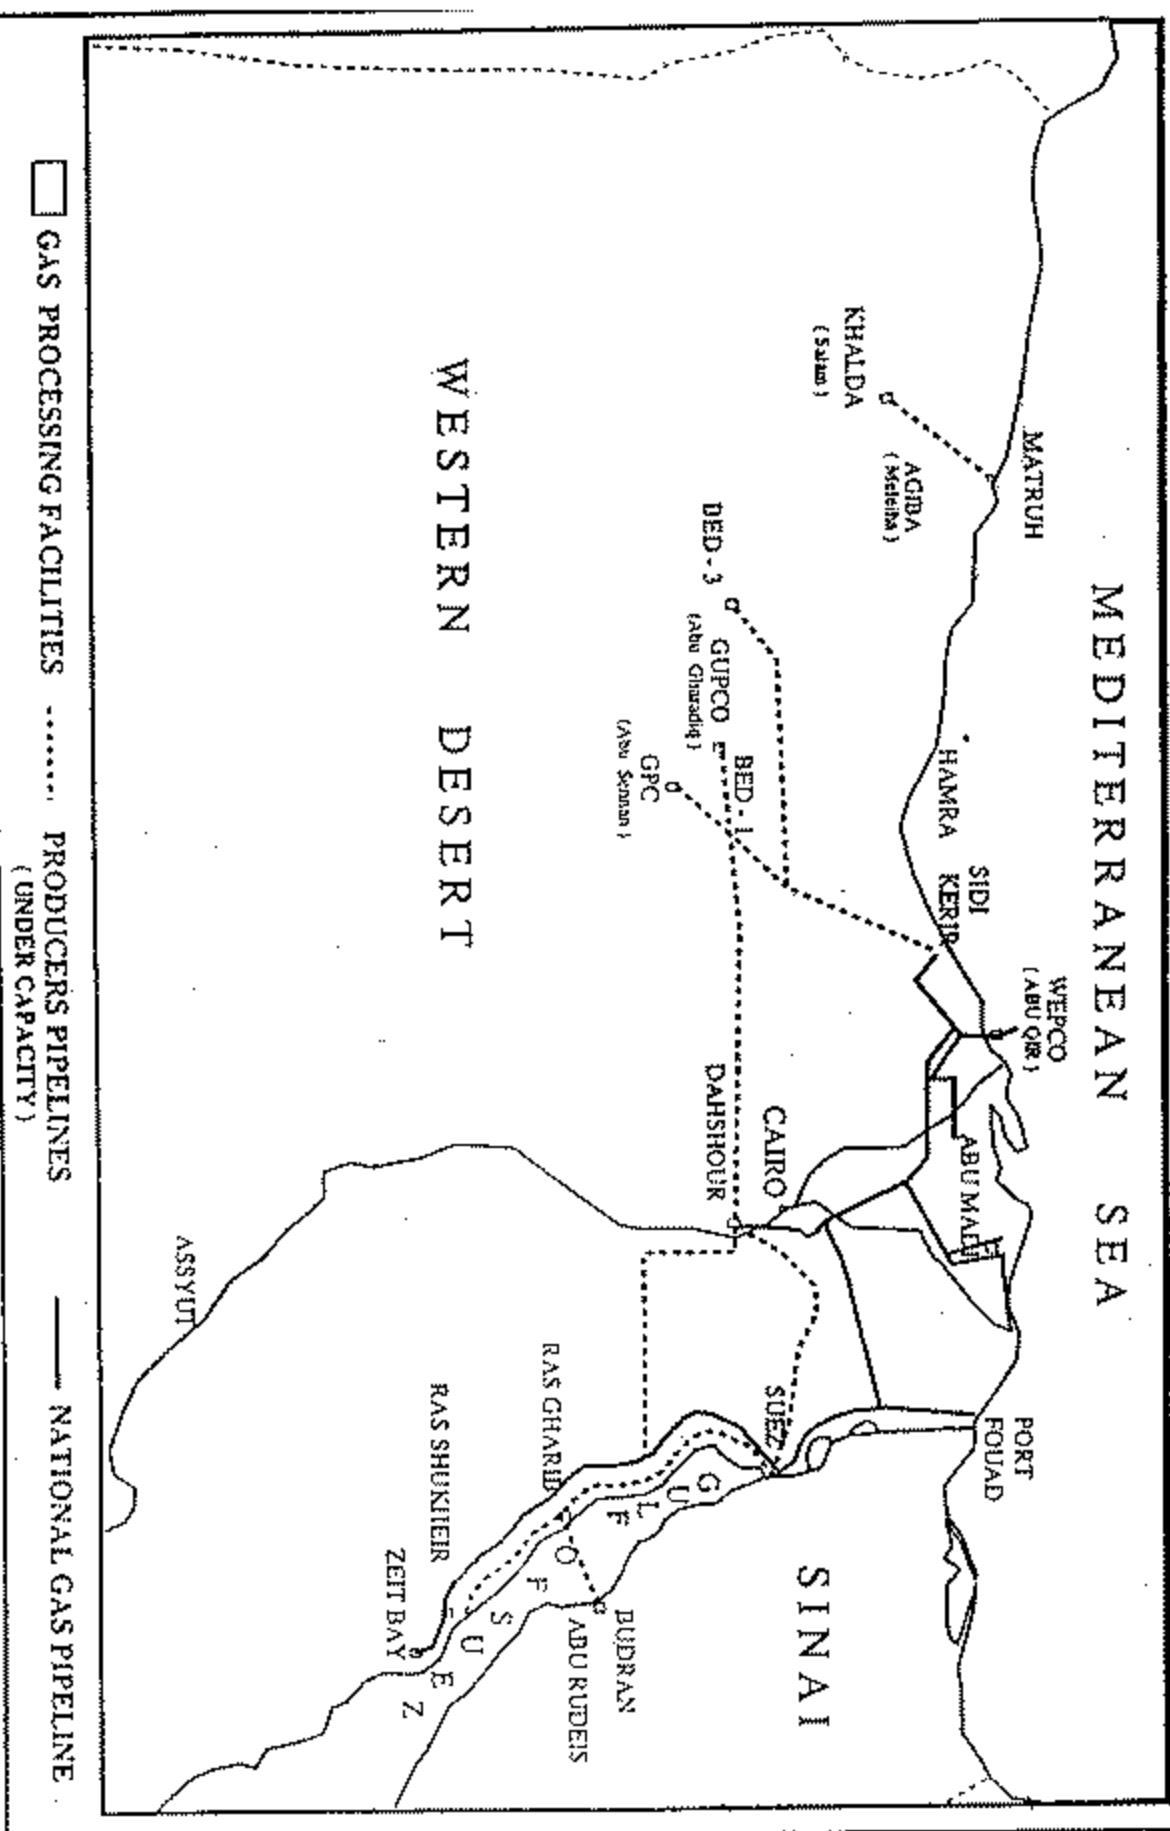 MEDITERRANEAN SEA
MATRUH
KHALDA
(Salam)
AGIBA
(Meleiha)
HAMRA
SIDI
KERIR
WEPCO
(ABU QIR)
ABU MADI
PORT
FOUAD
BED-3
GUPCO
(Abu Gharadiq)
BED-1
GPC
(Abu Sennan)
DAHSHOUR
CAIRO
SUEZ
SINAI
WESTERN DESERT
RAS GHARIB
RAS SHUKHEIR
ZEIT BAY
GULF OF SUEZ
BUDRAN
ABU RUDEIS
ASSYUT
GAS PROCESSING FACILITIES
PRODUCERS PIPELINES
(UNDER CAPACITY)
NATIONAL GAS PIPELINE